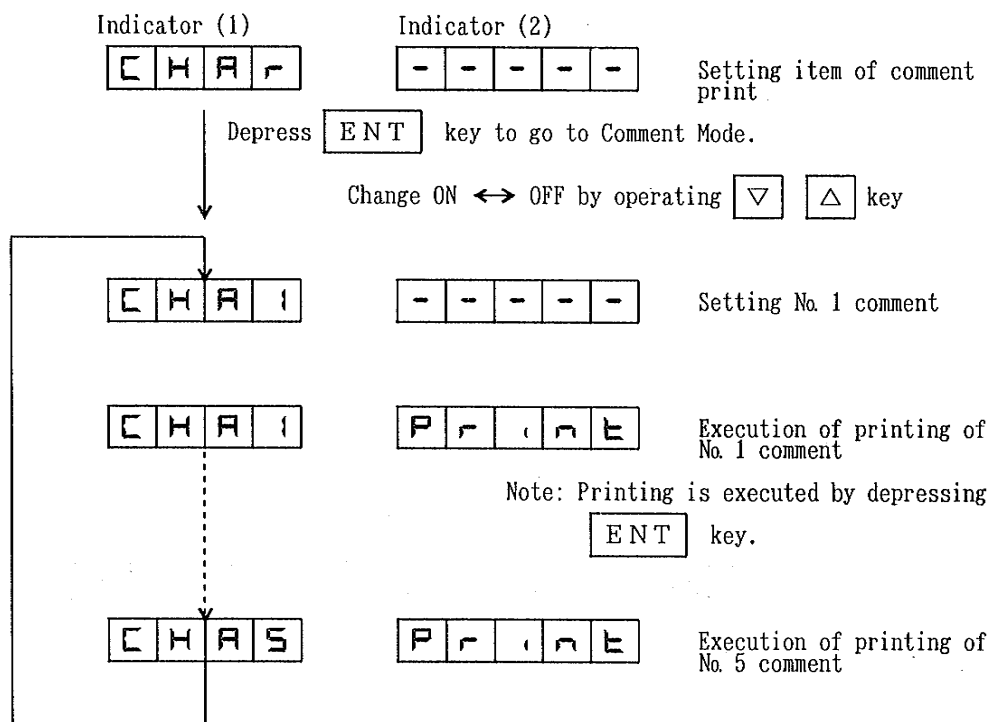 Indicator (1) Indicator (2)
CHAr - - - - - Setting item of comment
print
Depress ENT key to go to Comment Mode.
Change ON ↔ OFF by operating ▽ △ key
CHA1 - - - - - Setting No. 1 comment
CHA1 Print Execution of printing of
No. 1 comment
Note: Printing is executed by depressing
ENT key.
CHA5 Print Execution of printing of
No. 5 comment